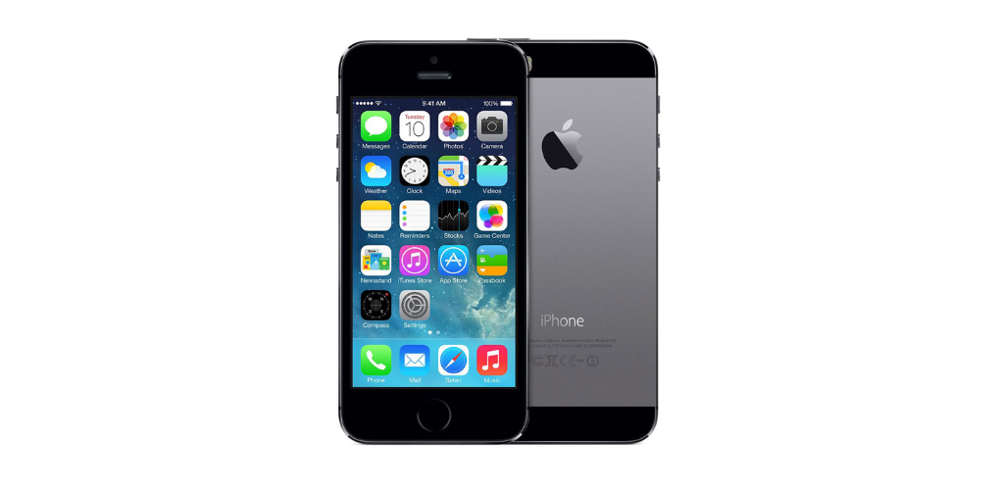 9:41 AM 100%
Tuesday
10
Messages Calendar Photos Camera
280
Weather Clock Maps Videos
Notes Reminders Stocks Game Center
Newsstand iTunes Store App Store Passbook
Compass Settings
Phone Mail Safari Music
iPhone